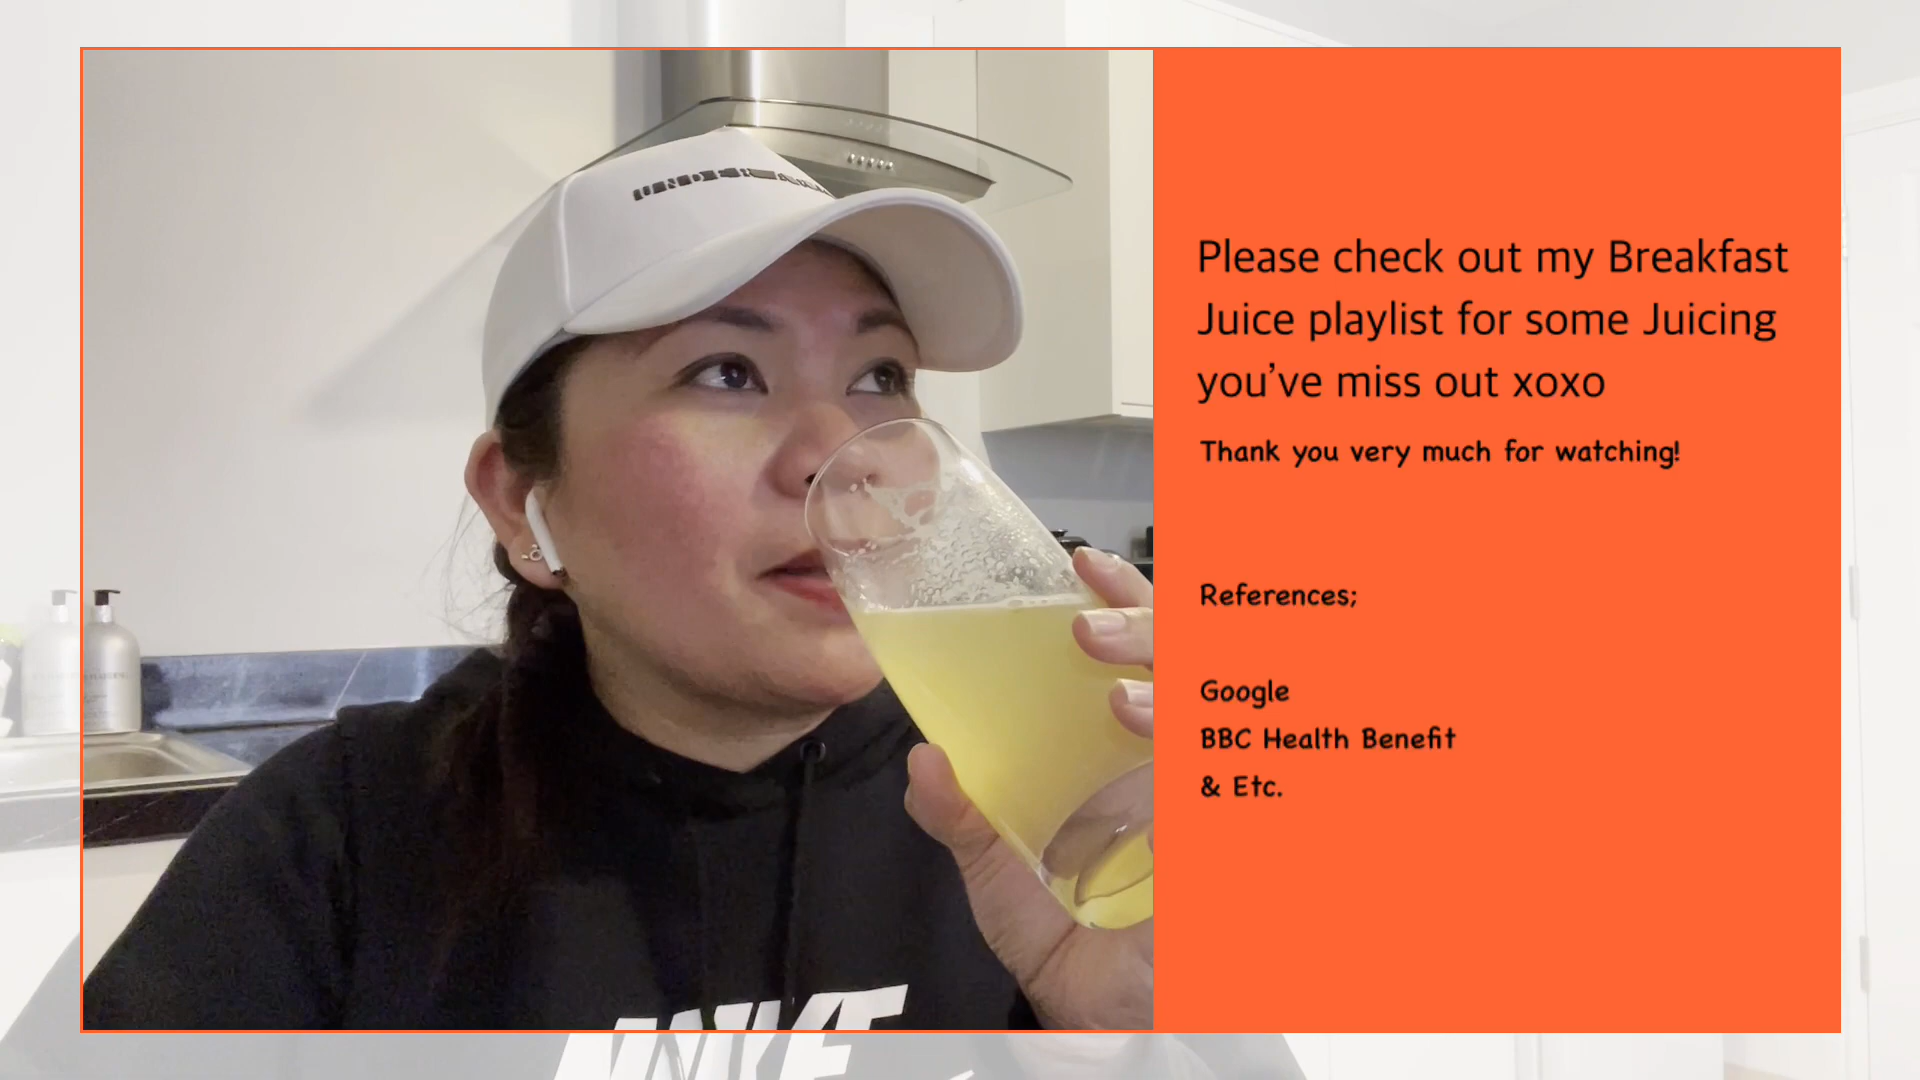 Please check out my Breakfast
Juice playlist for some Juicing
you've miss out xoxo
Thank you very much for watching!
References;
Google
BBC Health Benefit
& Etc.
NIKE